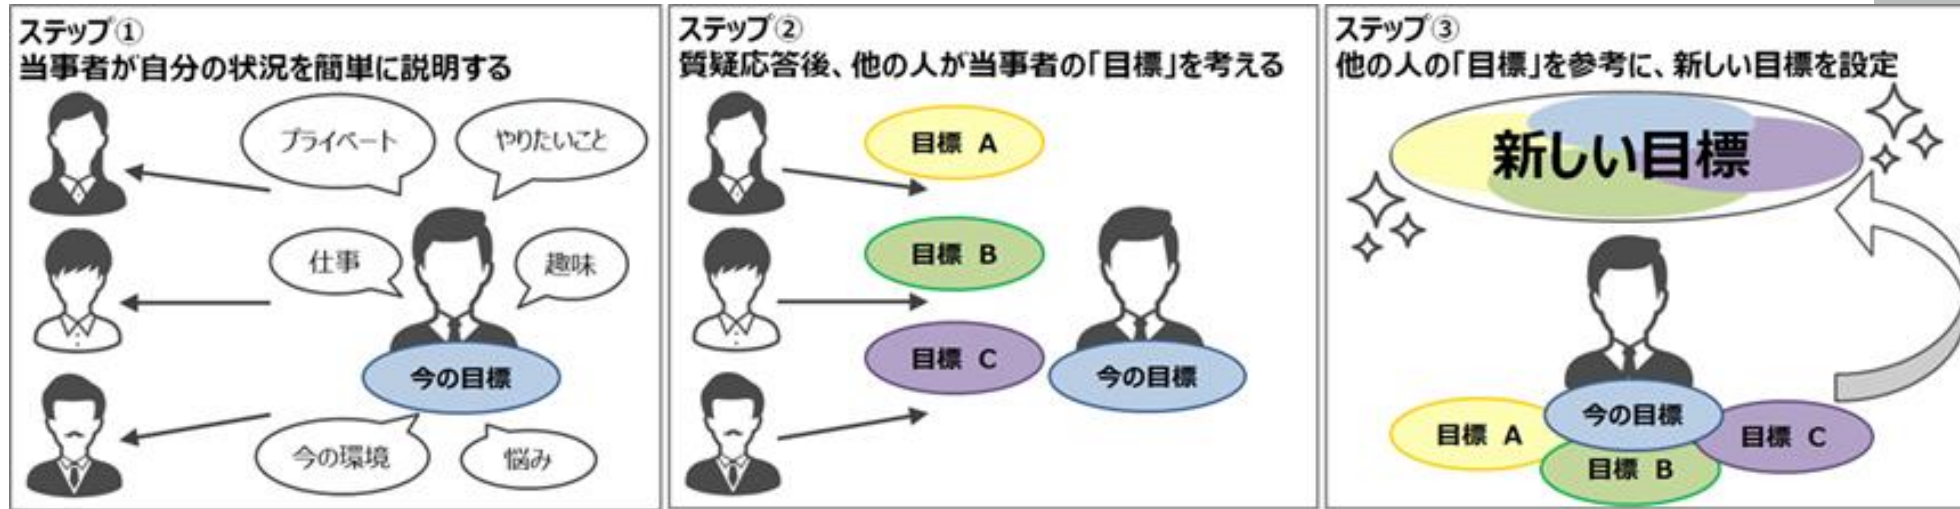 ステップ①
当事者が自分の状況を簡単に説明する
プライベート
やりたいこと
仕事
趣味
今の目標
今の環境
悩み
ステップ②
質疑応答後、他の人が当事者の「目標」を考える
目標 A
目標 B
目標 C
今の目標
ステップ③
他の人の「目標」を参考に、新しい目標を設定
新しい目標
今の目標
目標 A
目標 C
目標 B